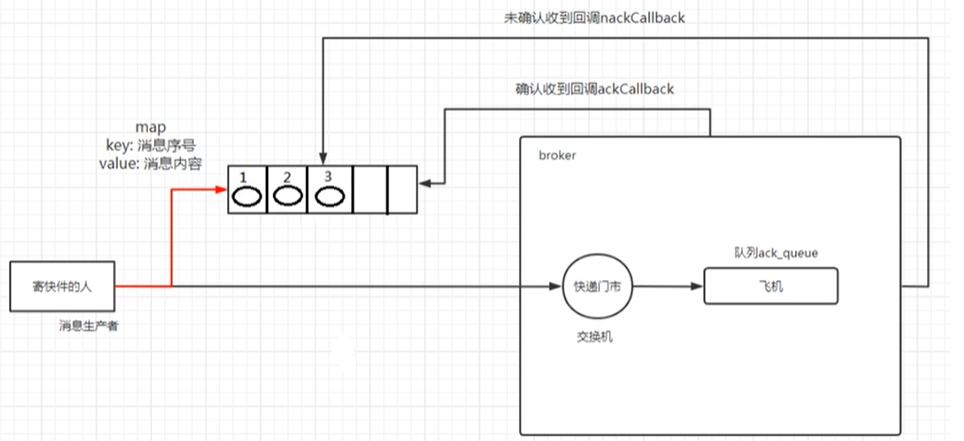 未确认收到回调nackCallback
确认收到回调ackCallback
map
key: 消息序号
value: 消息内容
1
2
3
broker
队列ack_queue
寄快件的人
快递门市
飞机
消息生产者
交换机